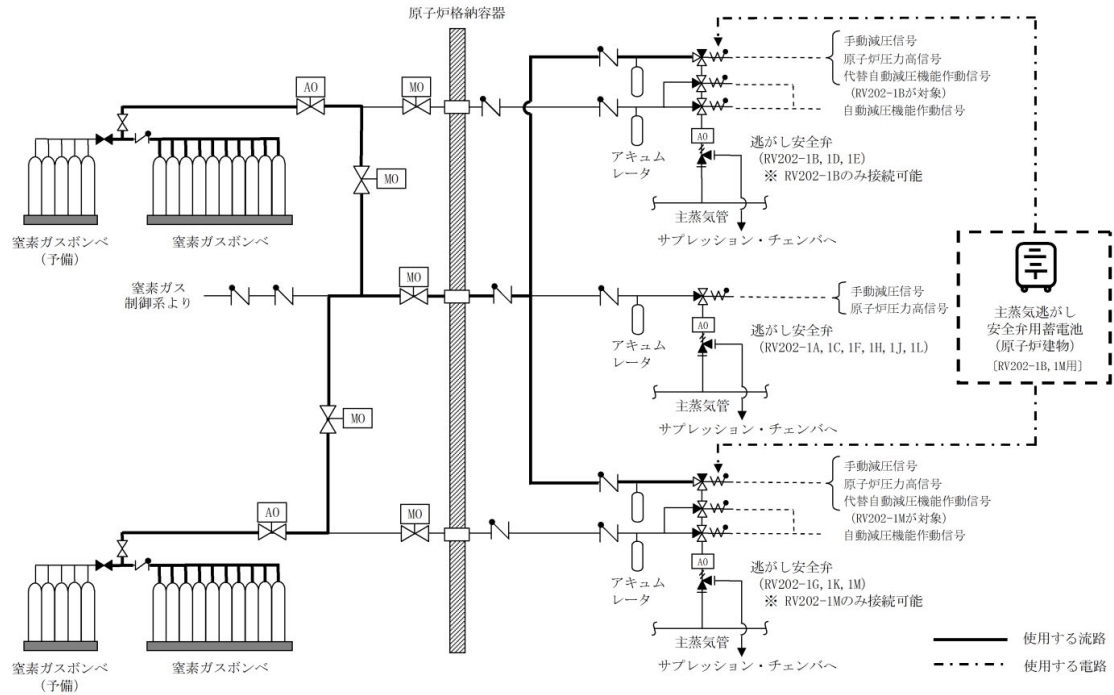 原子炉格納容器
手動減圧信号
原子炉圧力高信号
代替自動減圧機能作動信号
(RV202-1Bが対象)
自動減圧機能作動信号
AO
MO
MO
アキュム
レータ
AO
逃がし安全弁
(RV202-1B, 1D, 1E)
※ RV202-1Bのみ接続可能
主蒸気管
サプレッション・チェンバへ
窒素ガスボンベ
(予備)
窒素ガスボンベ
窒素ガス
制御系より
MO
手動減圧信号
原子炉圧力高信号
アキュム
レータ
AO
逃がし安全弁
(RV202-1A, 1C, 1F, 1H, 1J, 1L)
主蒸気管
サプレッション・チェンバへ
主蒸気逃がし
安全弁用蓄電池
(原子炉建物)
[RV202-1B, 1M用]
MO
手動減圧信号
原子炉圧力高信号
代替自動減圧機能作動信号
(RV202-1Mが対象)
自動減圧機能作動信号
AO
MO
アキュム
レータ
AO
逃がし安全弁
(RV202-1G, 1K, 1M)
※ RV202-1Mのみ接続可能
主蒸気管
サプレッション・チェンバへ
窒素ガスボンベ
(予備)
窒素ガスボンベ
使用する流路
使用する電路